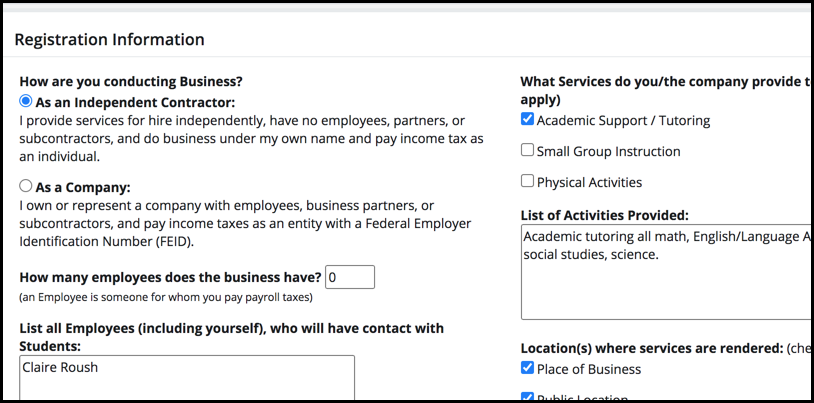 Registration Information
How are you conducting Business?
As an Independent Contractor:
I provide services for hire independently, have no employees, partners, or
subcontractors, and do business under my own name and pay income tax as
an individual.
As a Company:
I own or represent a company with employees, business partners, or
subcontractors, and pay income taxes as an entity with a Federal Employer
Identification Number (FEID).
How many employees does the business have? 0
(an Employee is someone for whom you pay payroll taxes)
List all Employees (including yourself), who will have contact with
Students:
Claire Roush
What Services do you/the company provide t
apply)
Academic Support / Tutoring
Small Group Instruction
Physical Activities
List of Activities Provided:
Academic tutoring all math, English/Language A
social studies, science.
Location(s) where services are rendered: (che
Place of Business
Public Location